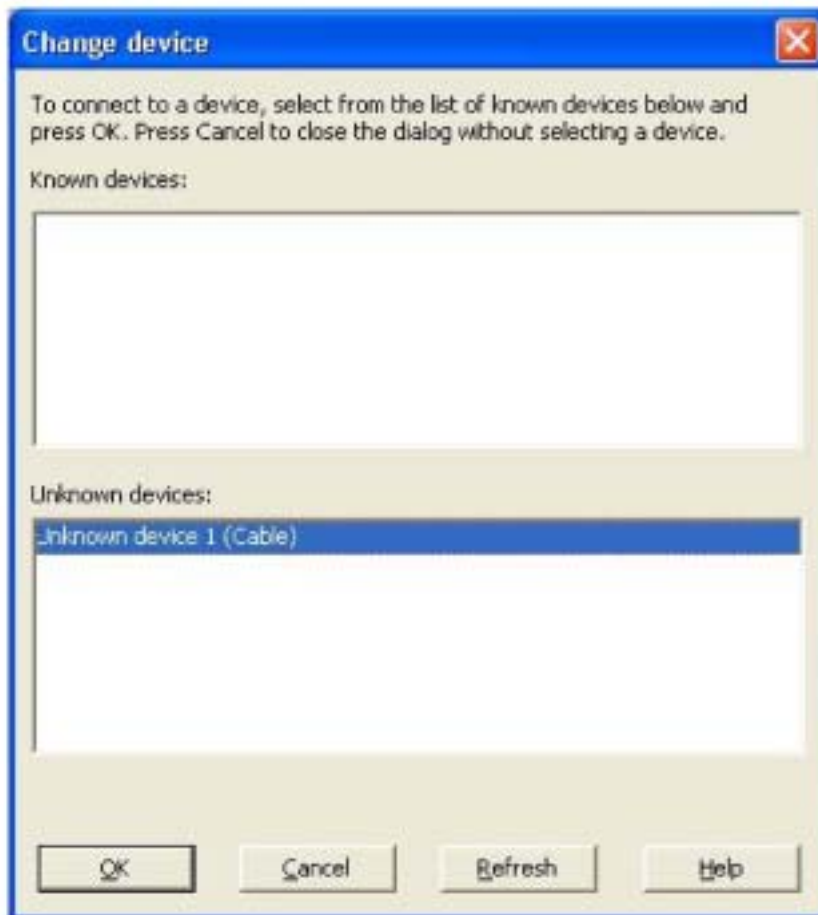 Change device
To connect to a device, select from the list of known devices below and
press OK. Press Cancel to close the dialog without selecting a device.
Known devices:
Unknown devices:
Unknown device 1 (Cable)
OK Cancel Refresh Help